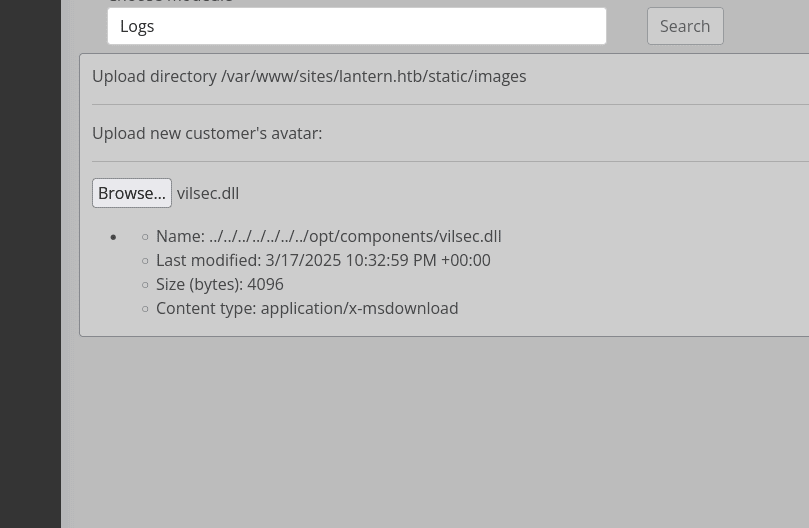 Logs
Search
Upload directory /var/www/sites/lantern.htb/static/images
Upload new customer's avatar:
Browse... vilsec.dll
Name: ../../../../../../../opt/components/vilsec.dll
Last modified: 3/17/2025 10:32:59 PM +00:00
Size (bytes): 4096
Content type: application/x-msdownload